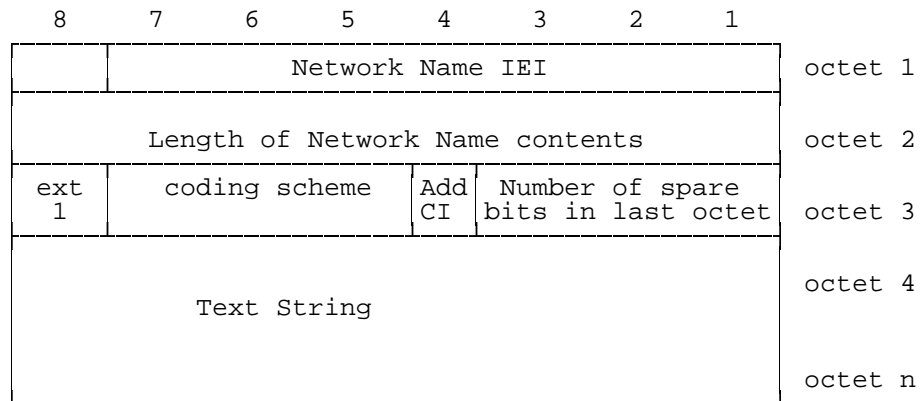 8 7 6 5 4 3 2 1
Network Name IEI octet 1
Length of Network Name contents octet 2
ext coding scheme Add Number of spare
1 CI bits in last octet octet 3
octet 4
Text String
octet n